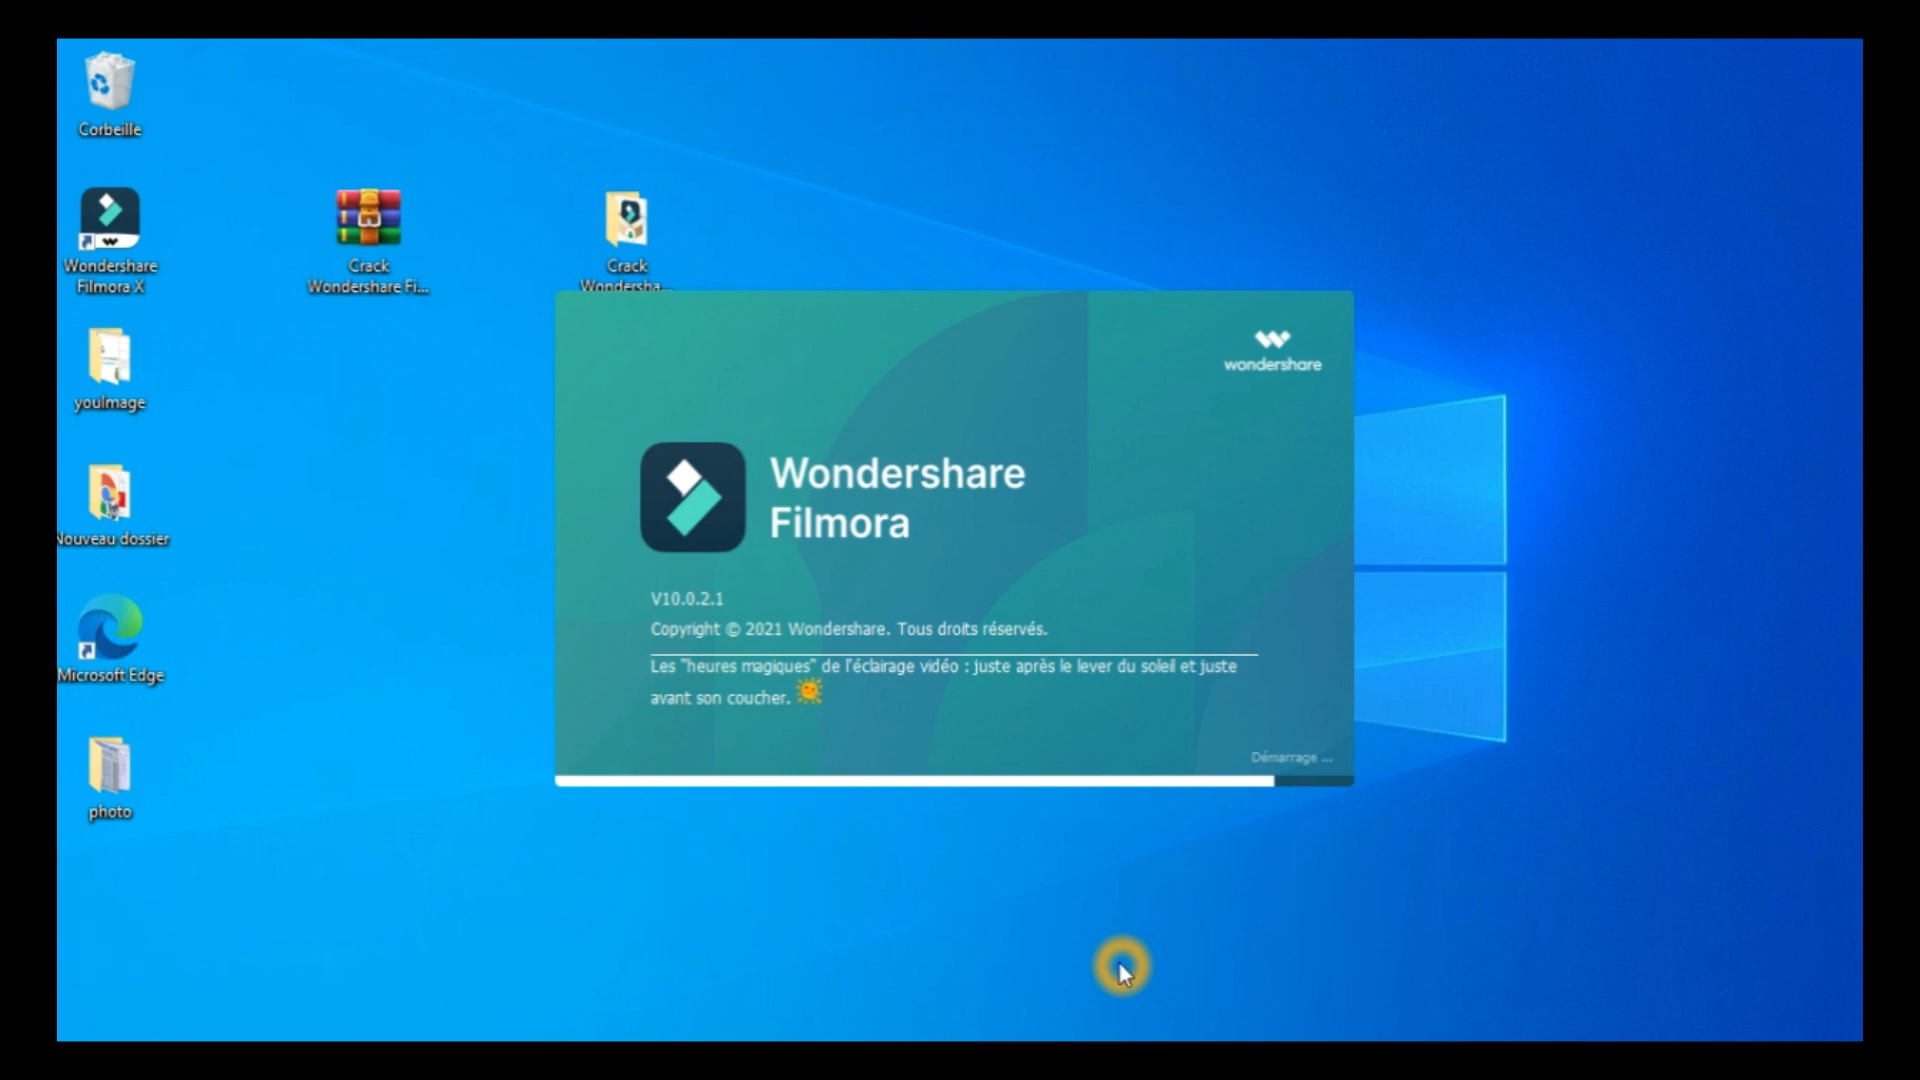 Corbeille
Wondershare
Filmora X
Crack
Wondershare Fi...
Crack
Wondersha...
youImage
Nouveau dossier
Microsoft Edge
photo
wondershare
Wondershare
Filmora
V10.0.2.1
Copyright © 2021 Wondershare. Tous droits réservés.
Les "heures magiques" de l'éclairage vidéo : juste après le lever du soleil et juste
avant son coucher.
Démarrage ...